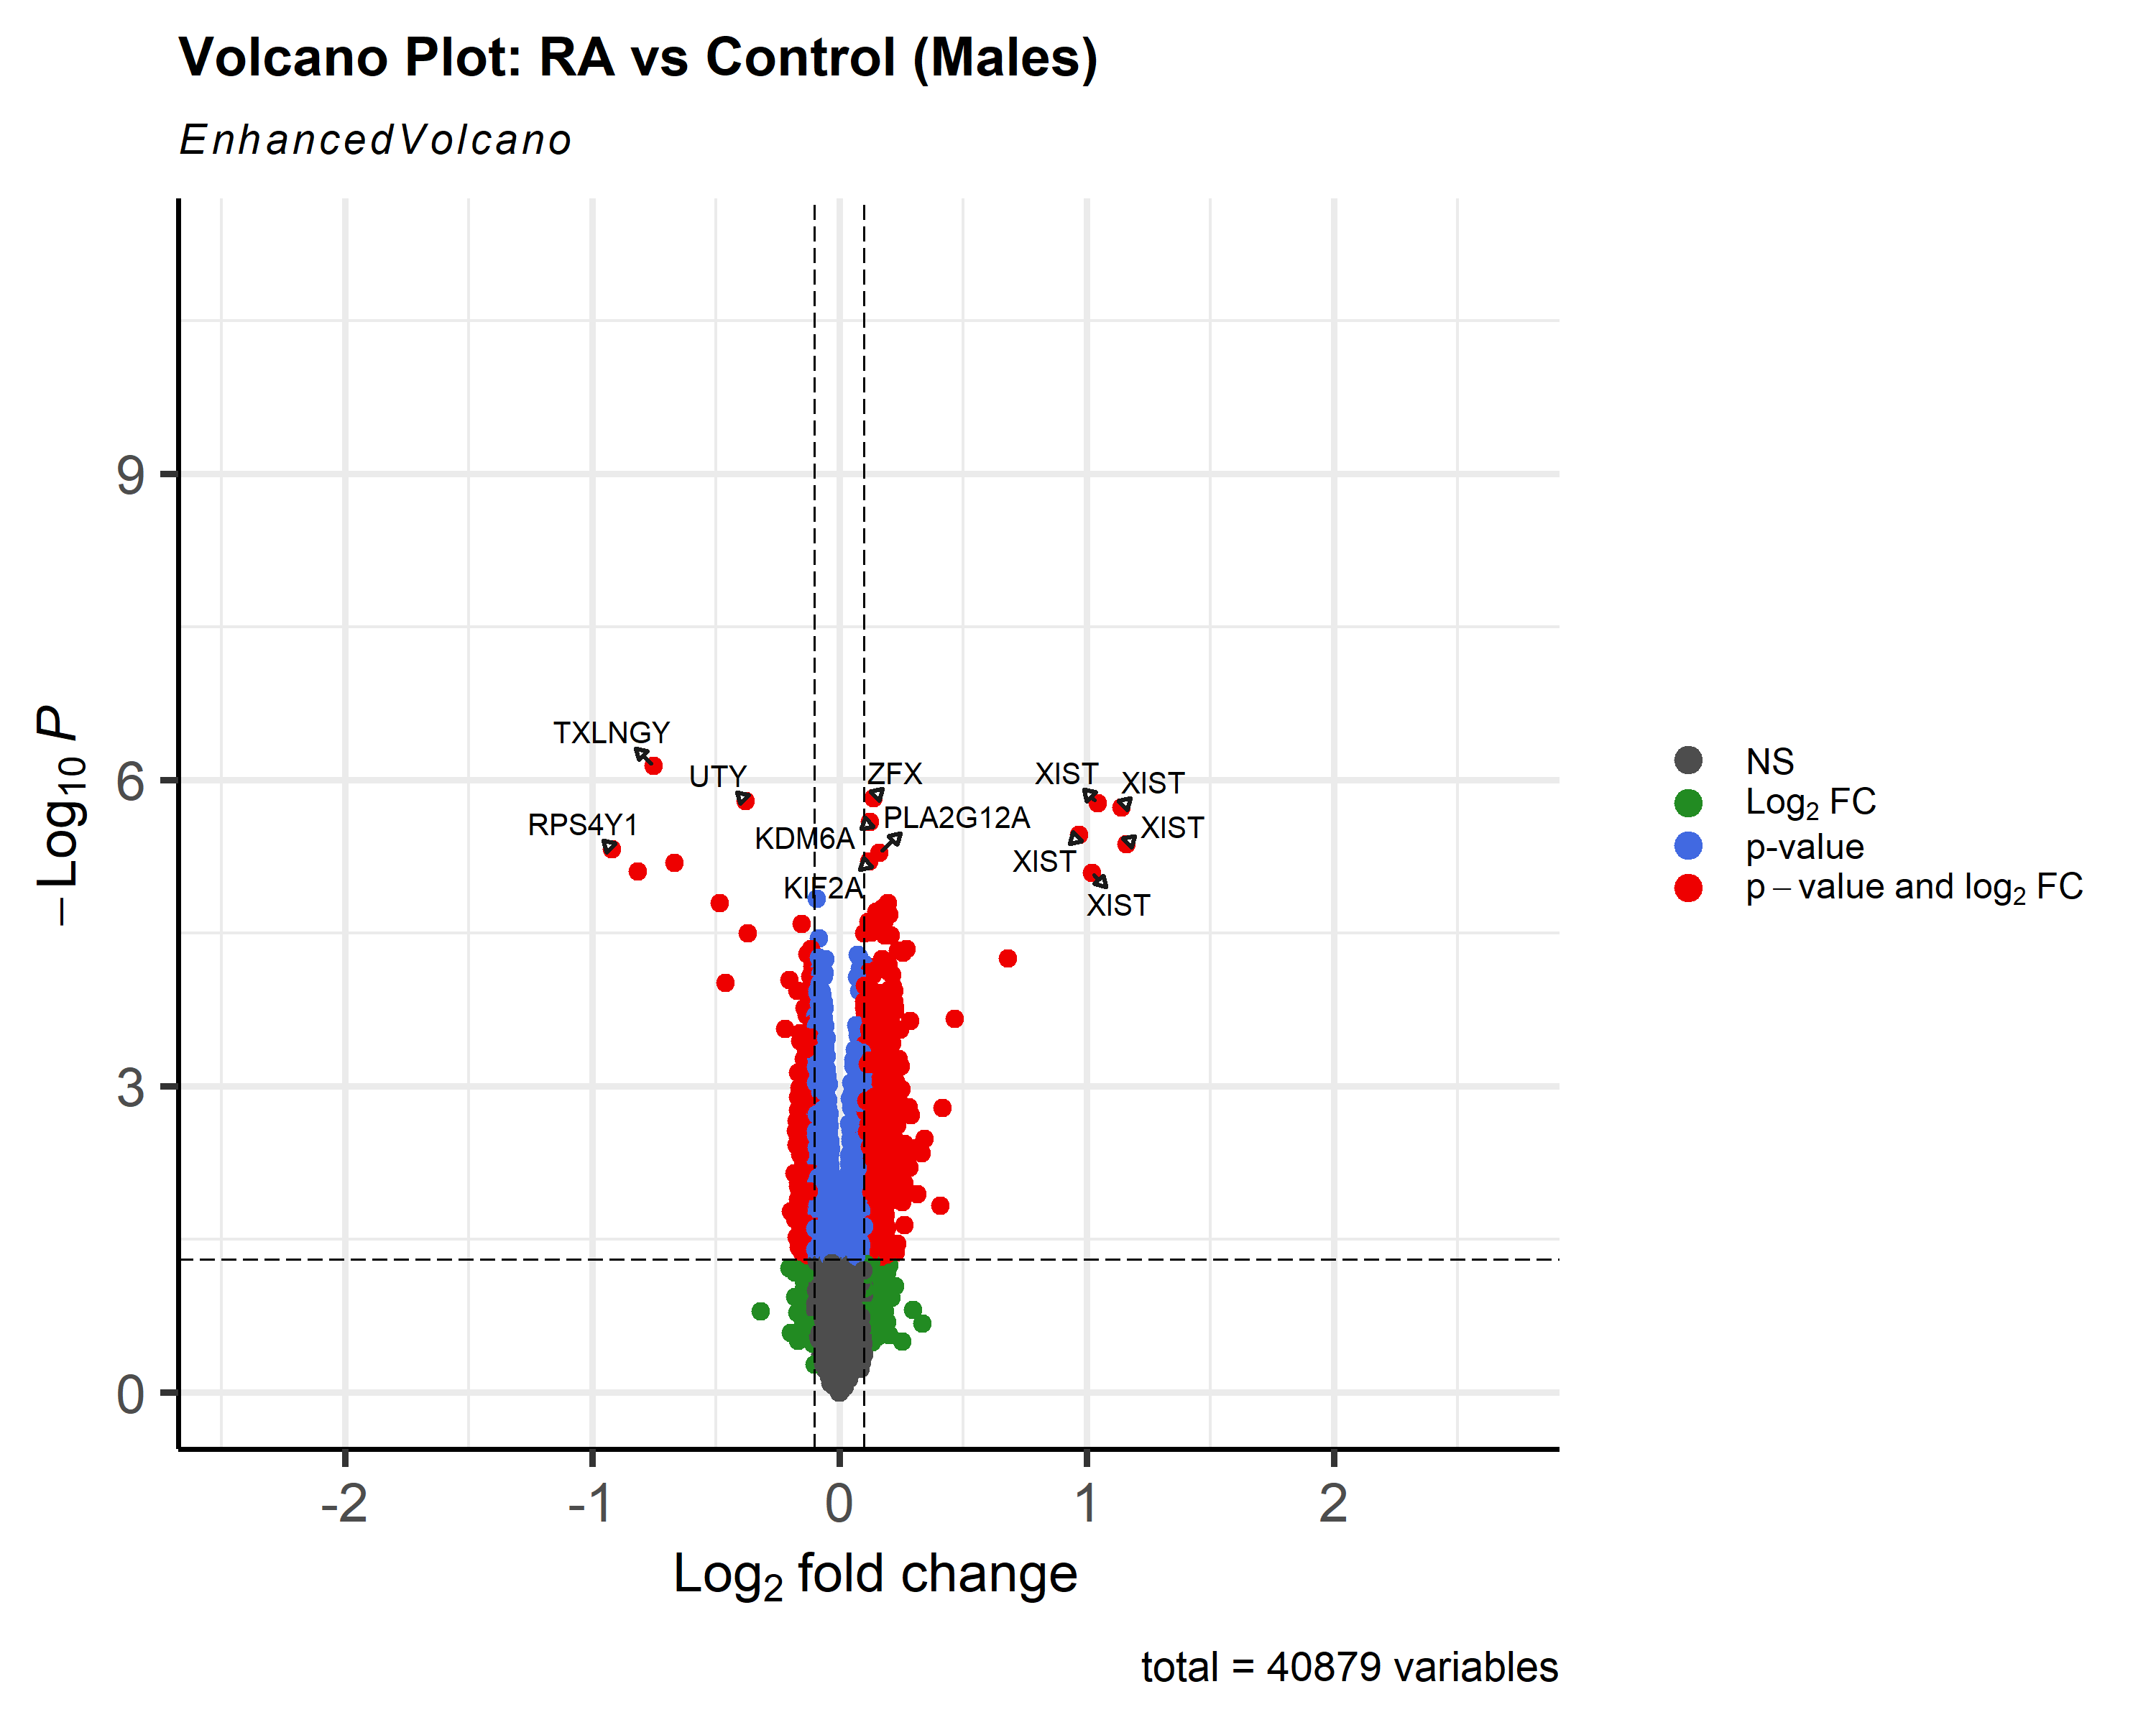 Volcano Plot: RA vs Control (Males)
EnhancedVolcano
−Log10 P
9
6
3
0
TXLNGY
UTY
RPS4Y1
ZFX
PLA2G12A
KDM6A
KIF2A
XIST
XIST
XIST
XIST
XIST
NS
Log2 FC
p-value
p − value and log2 FC
-2 -1 0 1 2
Log2 fold change
total = 40879 variables